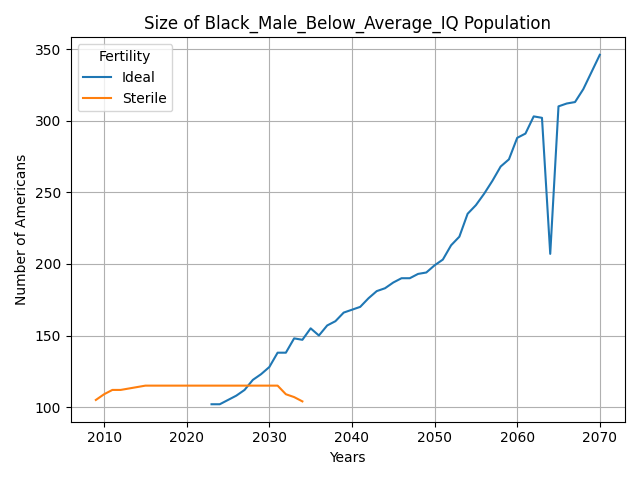 Size of Black_Male_Below_Average_IQ Population
Number of Americans
350
300
250
200
150
100
Fertility
Ideal
Sterile
2010
2020
2030
2040
2050
2060
2070
Years